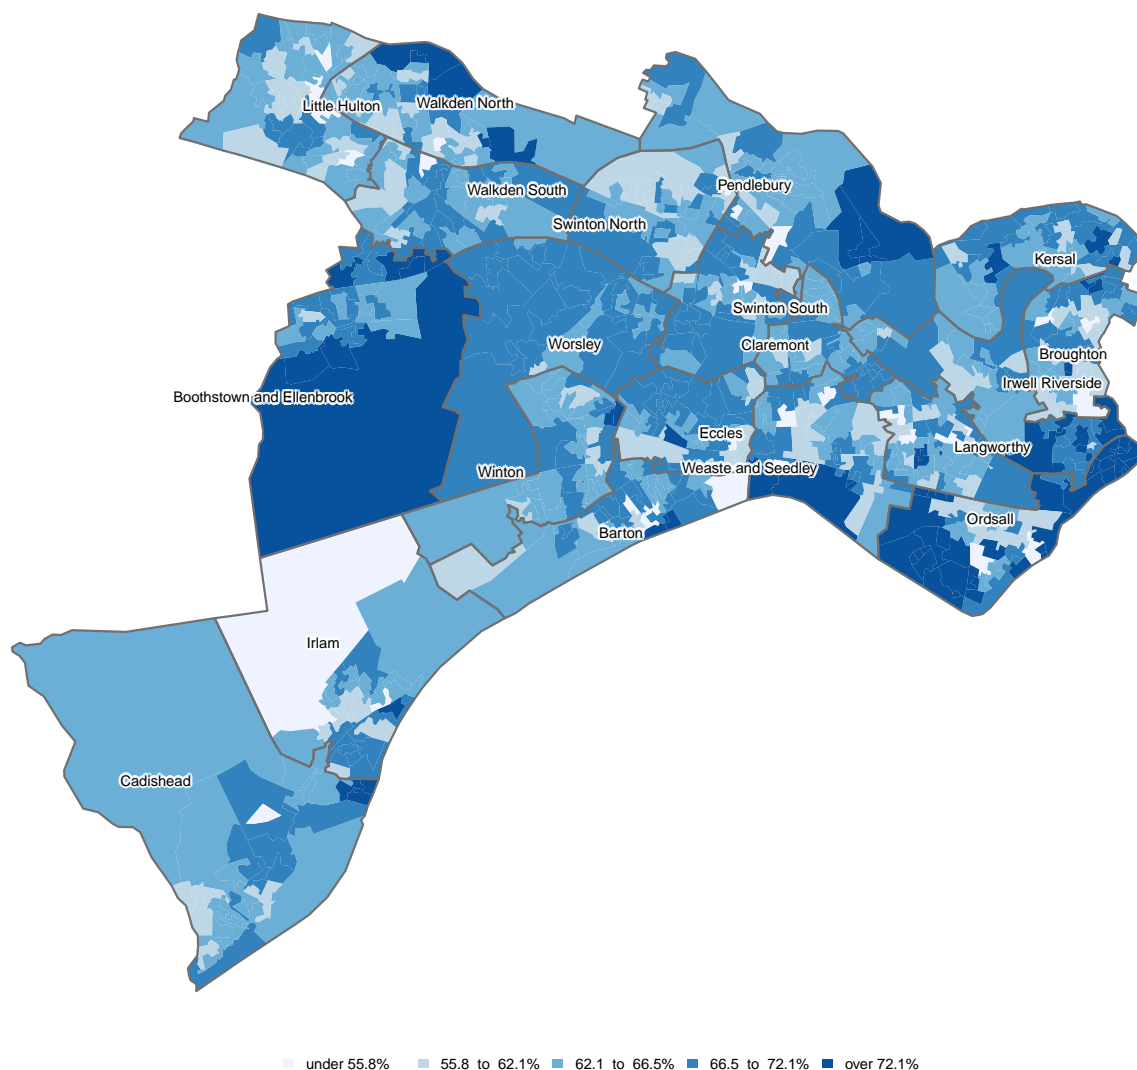 Little Hulton
Walkden North
Walkden South
Pendlebury
Swinton North
Kersal
Swinton South
Worsley
Claremont
Broughton
Irwell Riverside
Boothstown and Ellenbrook
Eccles
Langworthy
Winton
Weaste and Seedley
Ordsall
Barton
Irlam
Cadishead
under 55.8% 55.8 to 62.1% 62.1 to 66.5% 66.5 to 72.1% over 72.1%